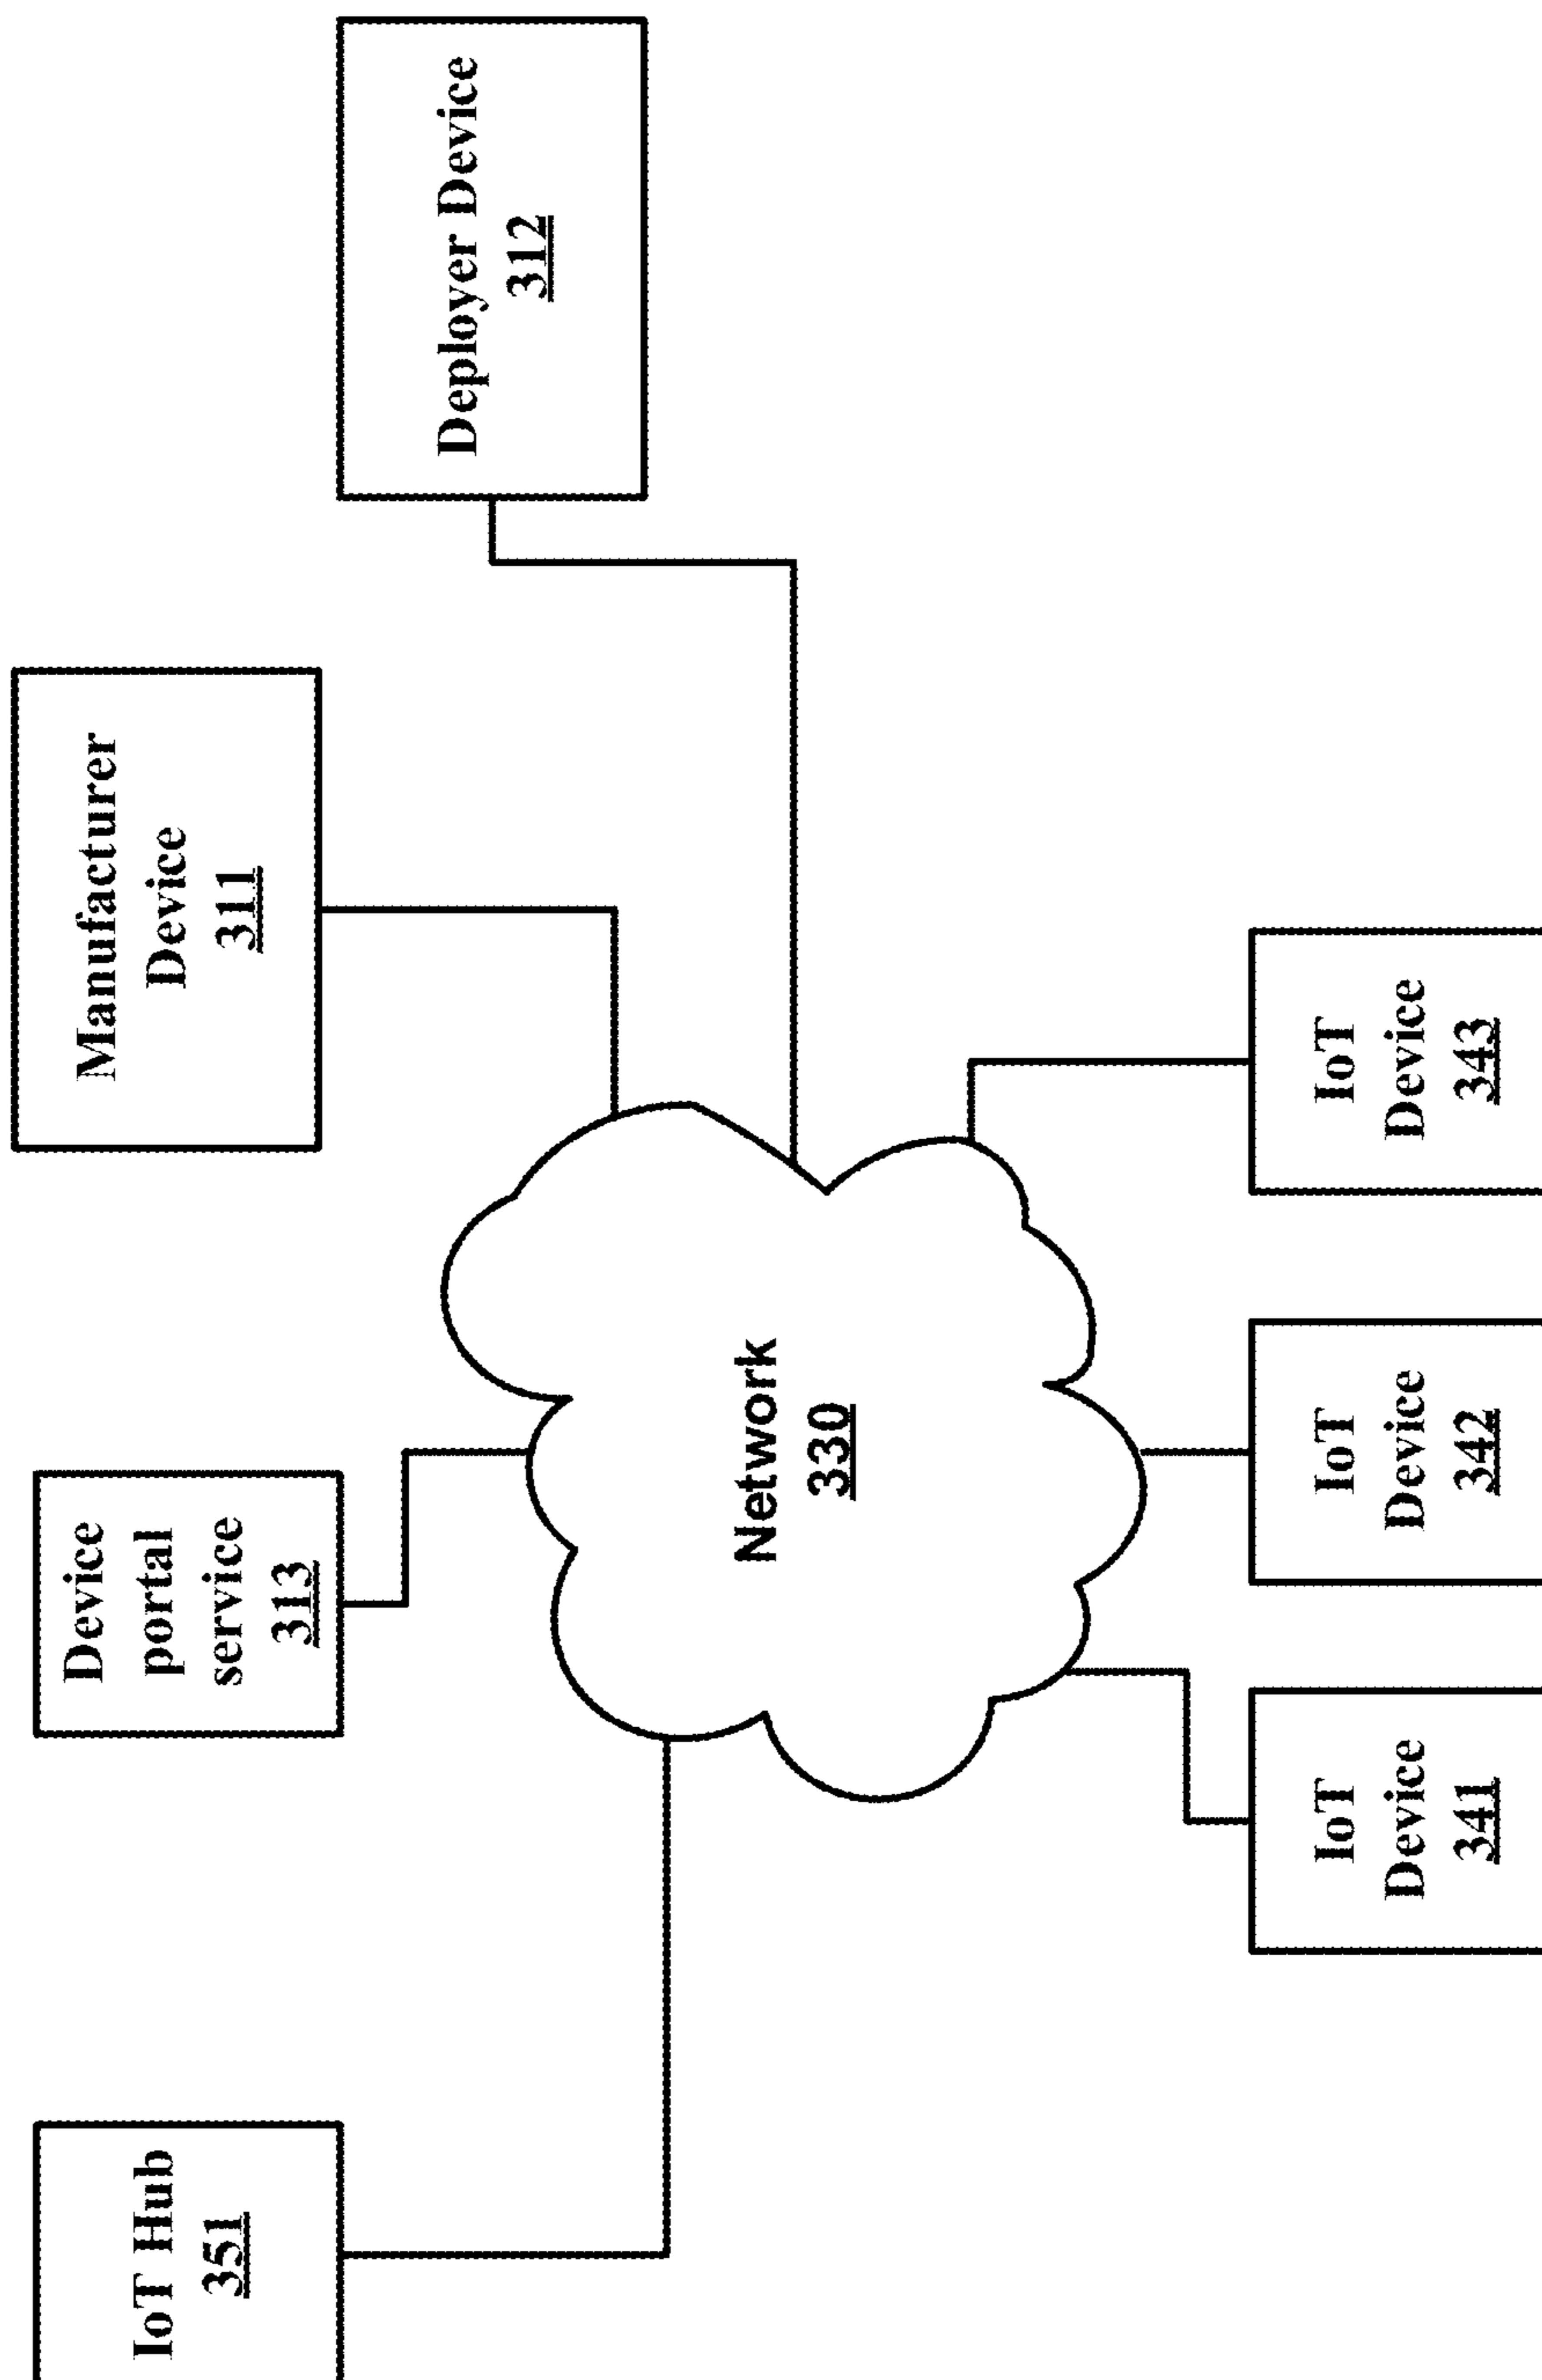 IoT Hub
351
Device
portal
service
313
Manufacturer
Device
311
Deployer Device
312
Network
330
IoT
Device
341
IoT
Device
342
IoT
Device
343